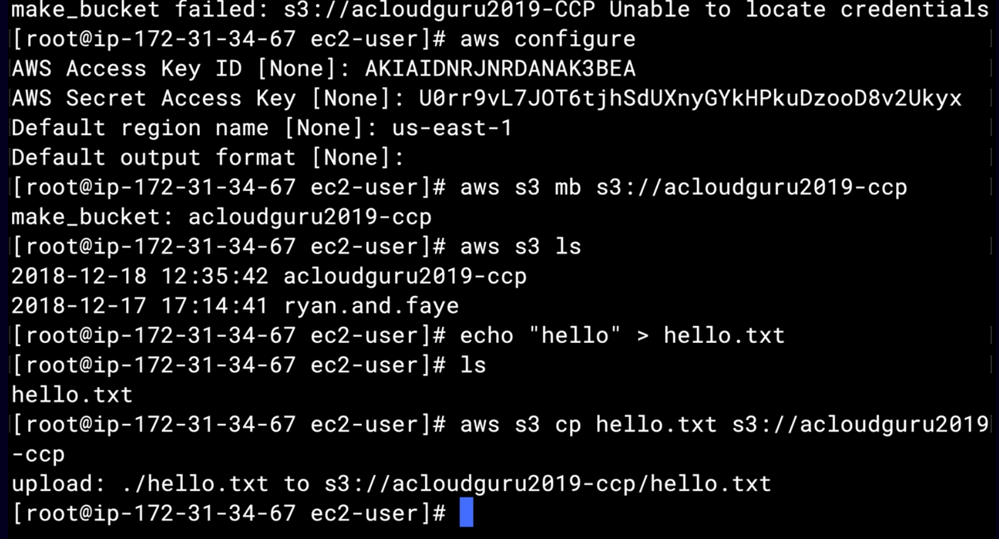 make_bucket failed: s3://acloudguru2019-CCP Unable to locate credentials
[root@ip-172-31-34-67 ec2-user]# aws configure
AWS Access Key ID [None]: AKIAIDNRJNRDANAK3BEA
AWS Secret Access Key [None]: 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
Default region name [None]: us-east-1
Default output format [None]:
[root@ip-172-31-34-67 ec2-user]# aws s3 mb s3://acloudguru2019-ccp
make_bucket: acloudguru2019-ccp
[root@ip-172-31-34-67 ec2-user]# aws s3 ls
2018-12-18 12:35:42 acloudguru2019-ccp
2018-12-17 17:14:41 ryan.and.faye
[root@ip-172-31-34-67 ec2-user]# echo "hello" > hello.txt
[root@ip-172-31-34-67 ec2-user]# ls
hello.txt
[root@ip-172-31-34-67 ec2-user]# aws s3 cp hello.txt s3://acloudguru2019
-ccp
upload: ./hello.txt to s3://acloudguru2019-ccp/hello.txt
[root@ip-172-31-34-67 ec2-user]#